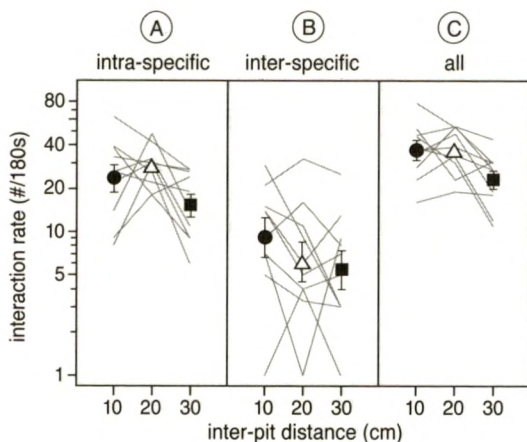 A B C
intra-specific inter-specific all
80
40
20
10
5
1
interaction rate (#/180s)
10 20 30 10 20 30 10 20 30
inter-pit distance (cm)